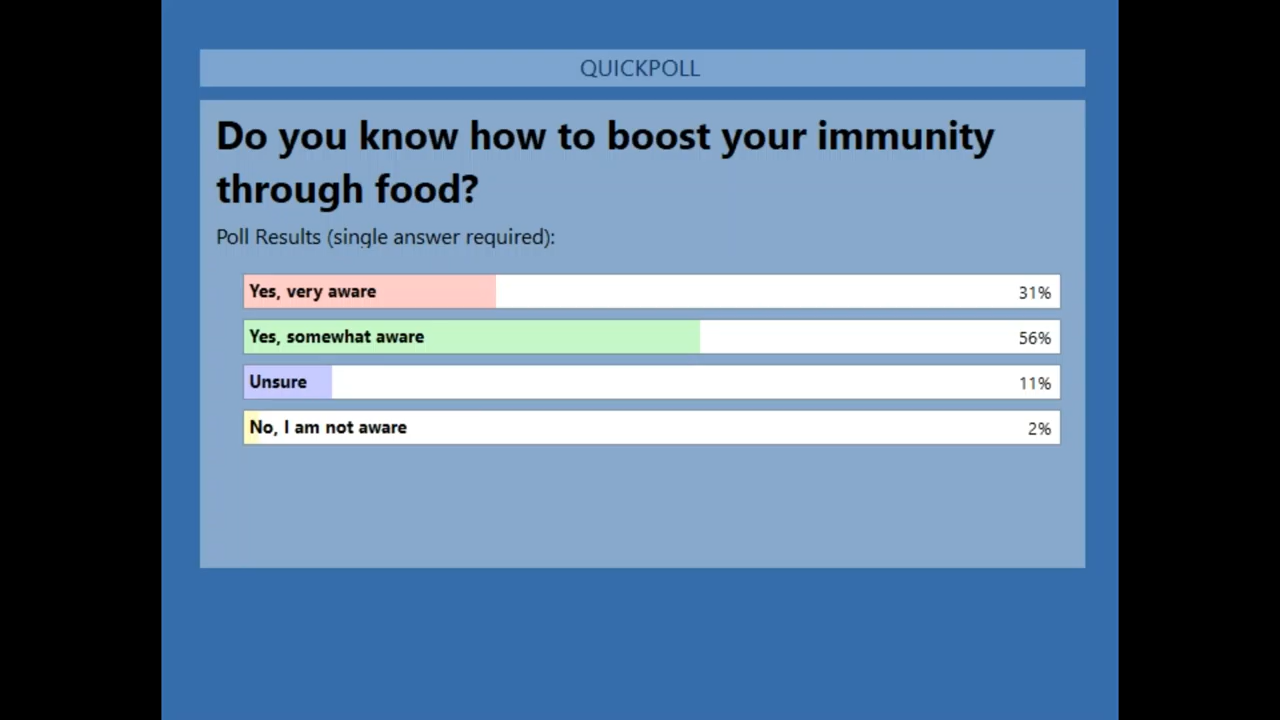 QUICKPOLL
Do you know how to boost your immunity
through food?
Poll Results (single answer required):
Yes, very aware 31%
Yes, somewhat aware 56%
Unsure 11%
No, I am not aware 2%